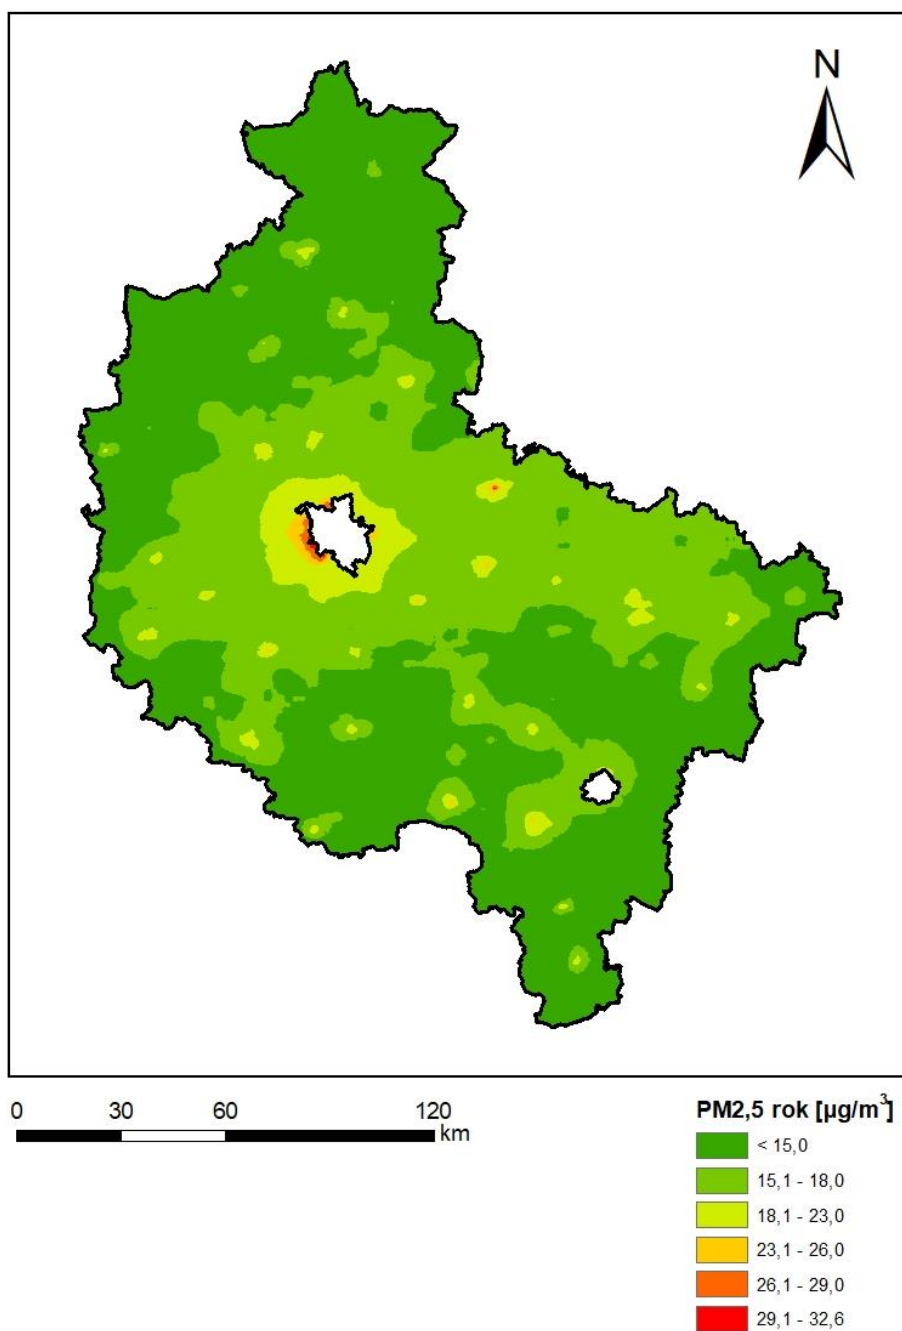 N
0 30 60 120
km
PM2,5 rok [µg/m³]
< 15,0
15,1 - 18,0
18,1 - 23,0
23,1 - 26,0
26,1 - 29,0
29,1 - 32,6